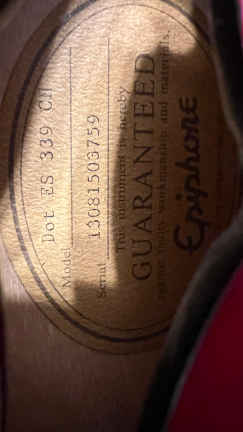 Dot ES 339 CH
Model
13081503759
Serial
This instrument is hereby
GUARANTEED
against faulty workmanship and materials.
Epiphone